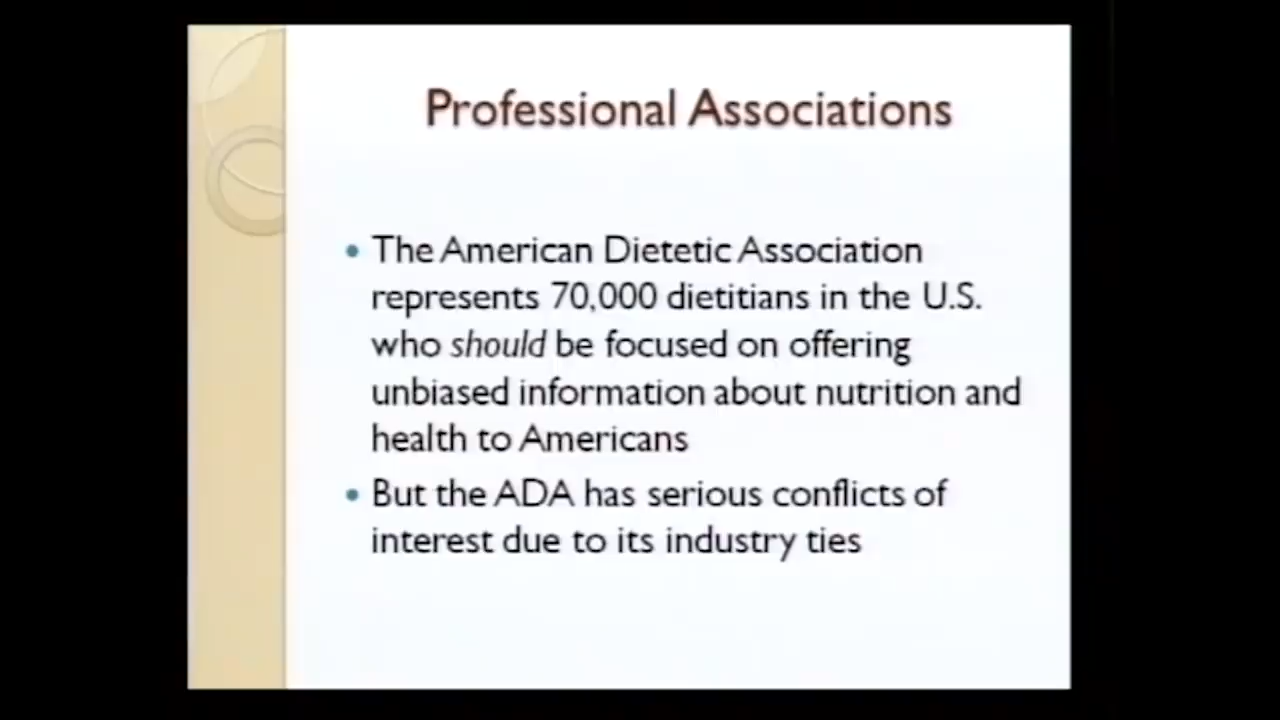 Professional Associations
• The American Dietetic Association
represents 70,000 dietitians in the U.S.
who should be focused on offering
unbiased information about nutrition and
health to Americans
• But the ADA has serious conflicts of
interest due to its industry ties